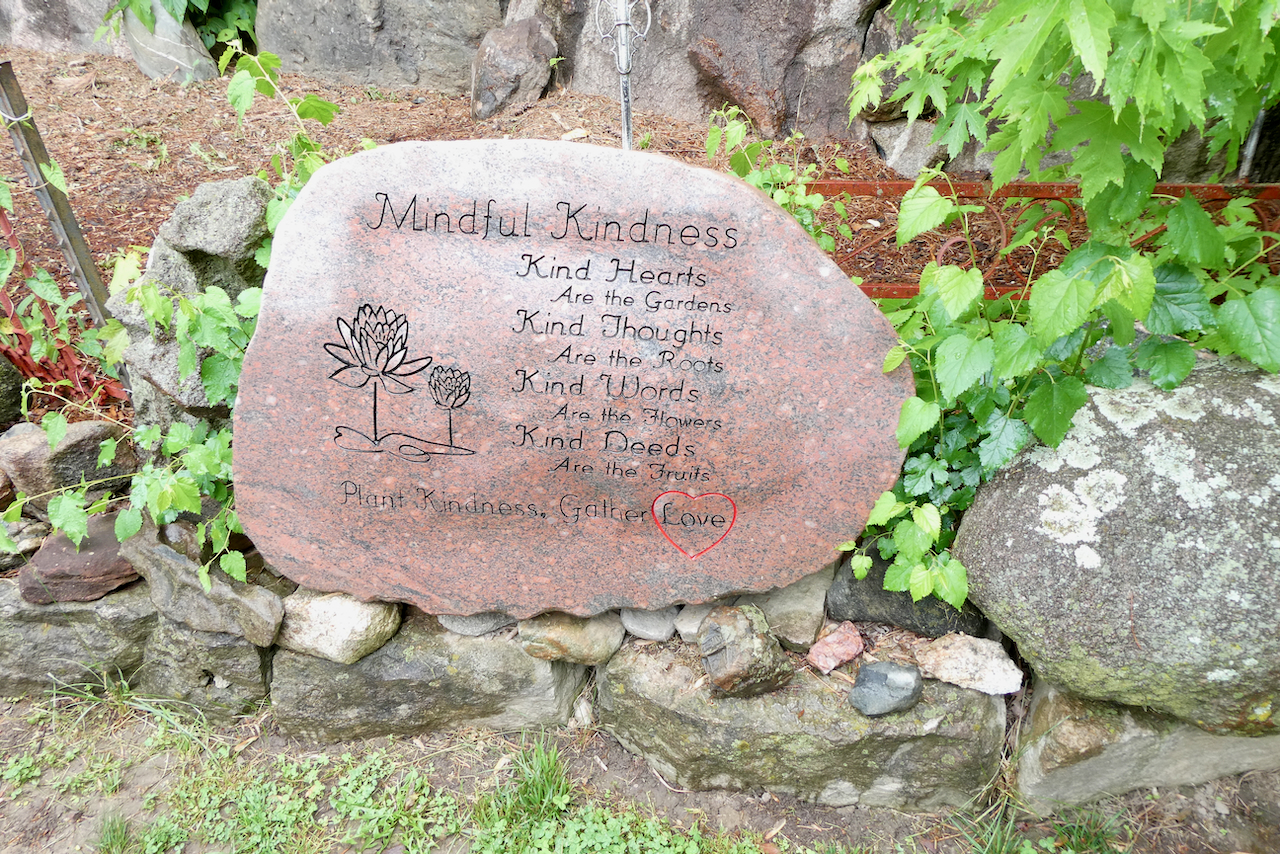 Mindful Kindness
Kind Hearts
Are the Gardens
Kind Thoughts
Are the Roots
Kind Words
Are the Flowers
Kind Deeds
Are the Fruits
Plant Kindness, Gather Love